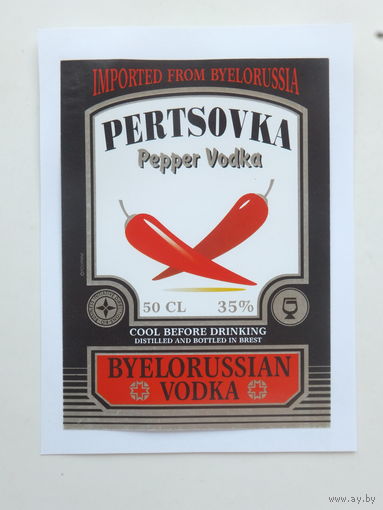 IMPORTED FROM BYELORUSSIA
PERTSOVKA
Pepper Vodka
50 CL 35%
COOL BEFORE DRINKING
DISTILLED AND BOTTLED IN BREST
BYELORUSSIAN
VODKA
www.ay.by